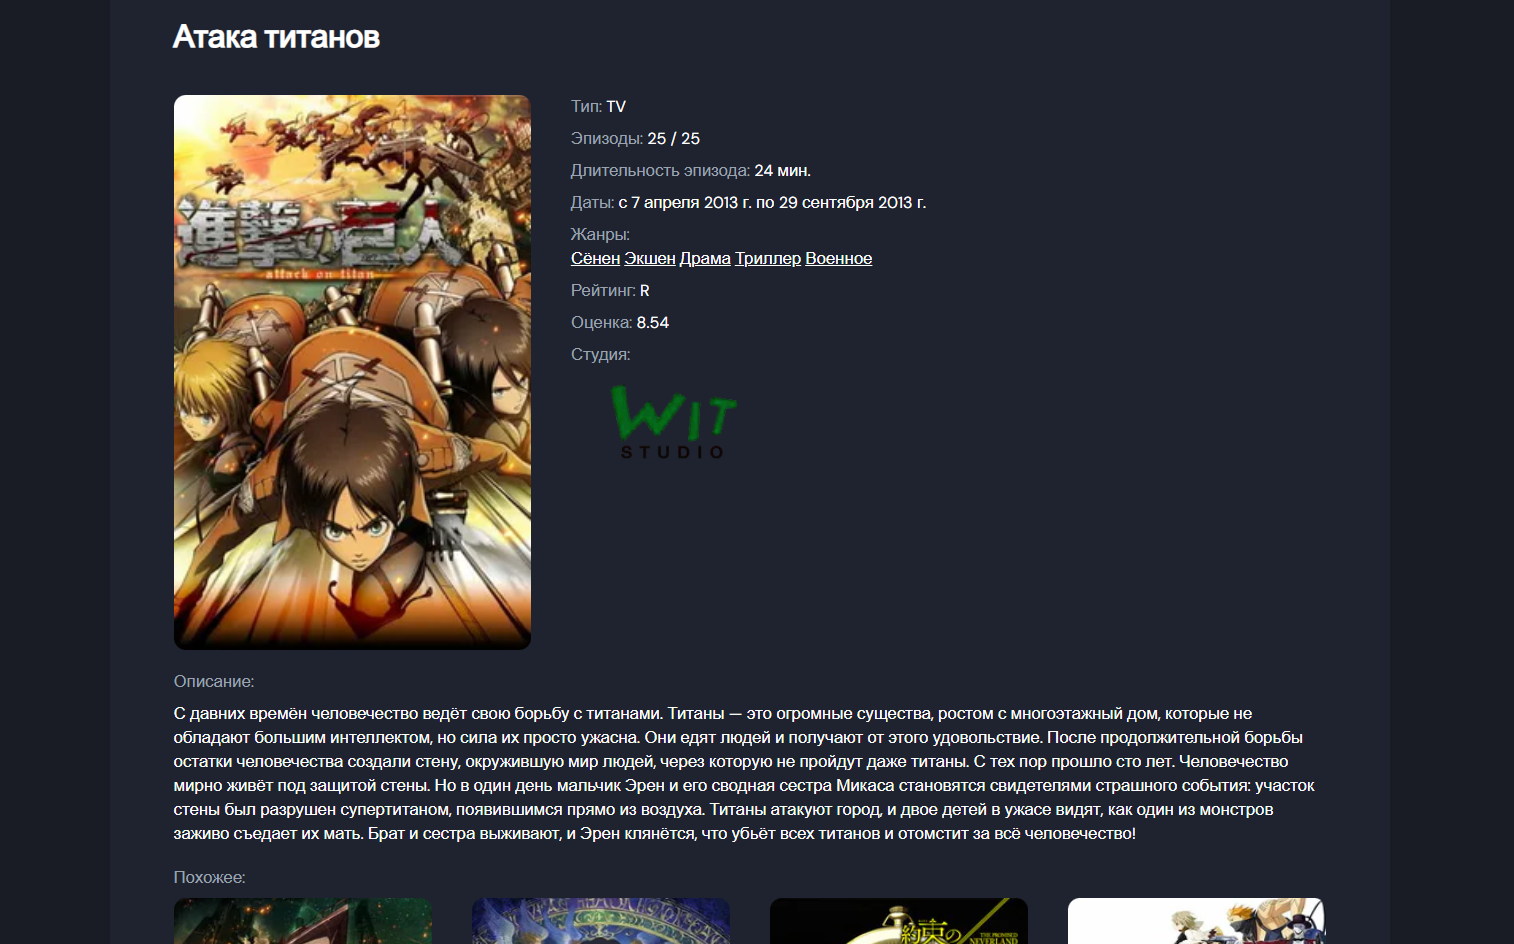 Атака титанов
進撃の巨人
attack on titan
Тип: TV
Эпизоды: 25 / 25
Длительность эпизода: 24 мин.
Даты: с 7 апреля 2013 г. по 29 сентября 2013 г.
Жанры:
Сёнен Экшен Драма Триллер Военное
Рейтинг: R
Оценка: 8.54
Студия:
WIT
STUDIO
Описание:
С давних времён человечество ведёт свою борьбу с титанами. Титаны — это огромные существа, ростом с многоэтажный дом, которые не
обладают большим интеллектом, но сила их просто ужасна. Они едят людей и получают от этого удовольствие. После продолжительной борьбы
остатки человечества создали стену, окружившую мир людей, через которую не пройдут даже титаны. С тех пор прошло сто лет. Человечество
мирно живёт под защитой стены. Но в один день мальчик Эрен и его сводная сестра Микаса становятся свидетелями страшного события: участок
стены был разрушен супертитаном, появившимся прямо из воздуха. Титаны атакуют город, и двое детей в ужасе видят, как один из монстров
заживо съедает их мать. Брат и сестра выживают, и Эрен клянётся, что убьёт всех титанов и отомстит за всё человечество!
Похожее:
約束の
THE PROMISED
NEVERLAND